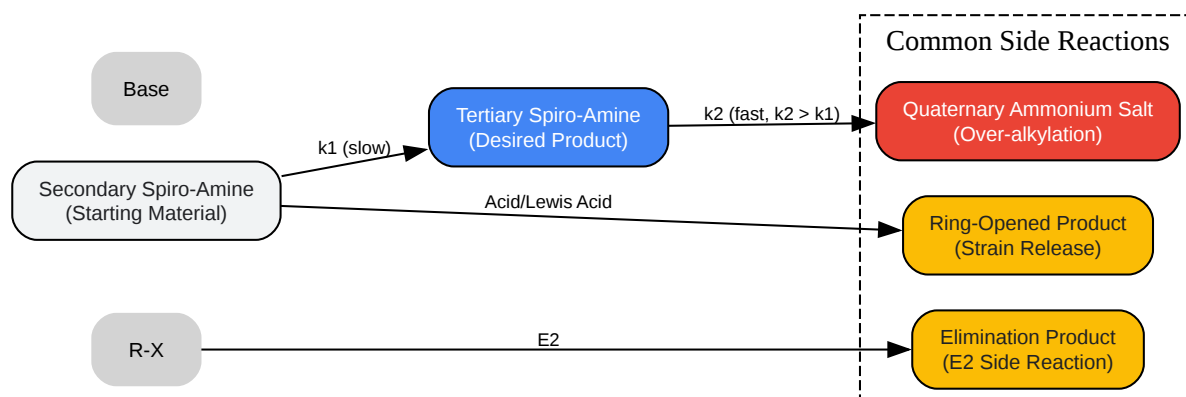 Common Side Reactions
Base
Tertiary Spiro-Amine
(Desired Product)
k2 (fast, k2 > k1)
Quaternary Ammonium Salt
(Over-alkylation)
k1 (slow)
Secondary Spiro-Amine
(Starting Material)
Acid/Lewis Acid
Ring-Opened Product
(Strain Release)
R-X
E2
Elimination Product
(E2 Side Reaction)